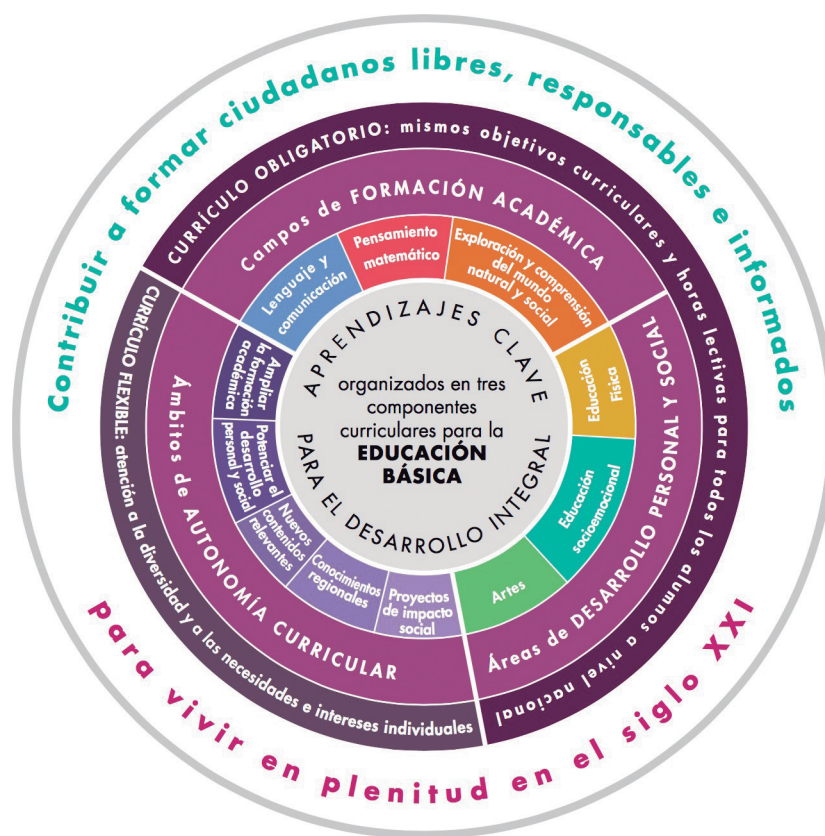 Contribuir a formar ciudadanos libres, responsables e informados
para vivir en plenitud en el siglo XXI
CURRÍCULO OBLIGATORIO: mismos objetivos curriculares y horas lectivas para todos los alumnos a nivel nacional
Campos de FORMACIÓN ACADÉMICA
Lenguaje y
comunicación
Pensamiento
matemático
Exploración y comprensión
del mundo
natural y social
Áreas de DESARROLLO PERSONAL Y SOCIAL
Educación
Física
Educación
socioemocional
Artes
CURRÍCULO FLEXIBLE: atención a la diversidad y a las necesidades e intereses individuales
Ámbitos de AUTONOMÍA CURRICULAR
Ampliar
la formación
académica
Potenciar el
desarrollo
personal y social
Nuevos
contenidos
relevantes
Conocimientos
regionales
Proyectos
de impacto
social
APRENDIZAJES CLAVE
organizados en tres
componentes
curriculares para la
EDUCACIÓN
BÁSICA
PARA EL DESARROLLO INTEGRAL